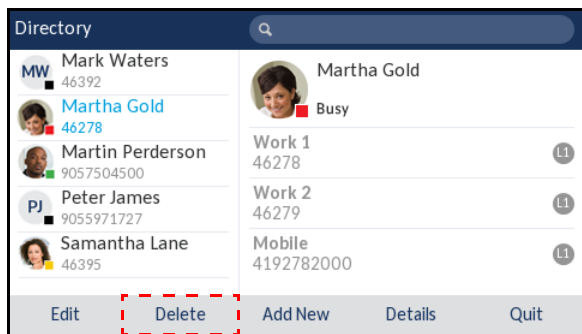 Directory
MW
Mark Waters
46392
Martha Gold
46278
Martin Perderson
9057504500
PJ
Peter James
9055971727
Samantha Lane
46395
Martha Gold
Busy
Work 1
46278
L1
Work 2
46279
L1
Mobile
4192782000
L1
Edit
Delete
Add New
Details
Quit